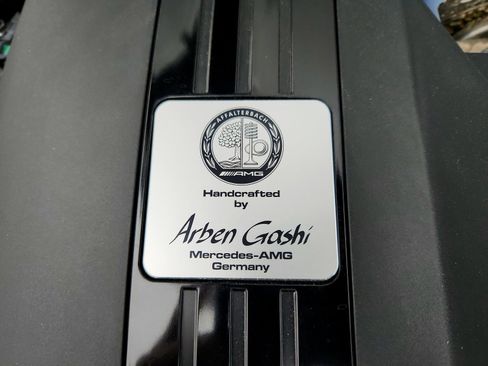 AFFALTERBACH
AMG
Handcrafted
by
Arben Gashi
Mercedes-AMG
Germany